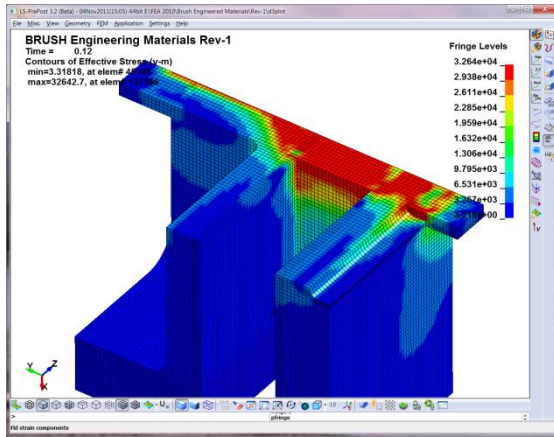 LS-PrePost 3.2 (Beta) - 04Nov2011(15:05)-64bit E:\FEA 2010\Brush Engineered Materials\Rev-1\d3plot
File Misc View Geometry FEM Application Settings Help
BRUSH Engineering Materials Rev-1
Time = 0.12
Contours of Effective Stress (v-m)
min=3.31818, at elem#
max=32642.7, at elem#
Fringe Levels
3.264e+04
2.938e+04
2.611e+04
2.285e+04
1.959e+04
1.632e+04
1.306e+04
9.795e+03
6.531e+03
3.267e+03
Y Z
X
>
pfringe
Fld strain components